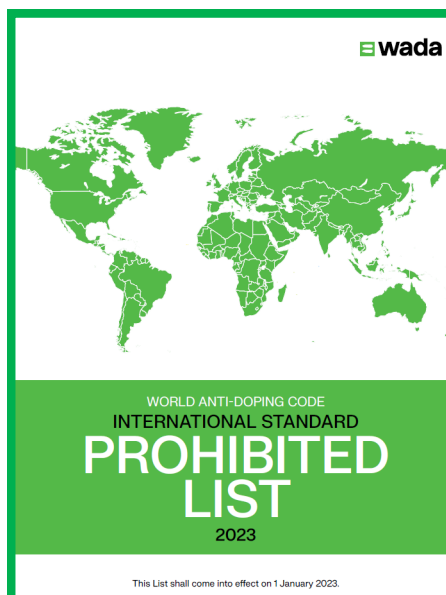 wada
WORLD ANTI-DOPING CODE
INTERNATIONAL STANDARD
PROHIBITED
LIST
2023
This List shall come into effect on 1 January 2023.